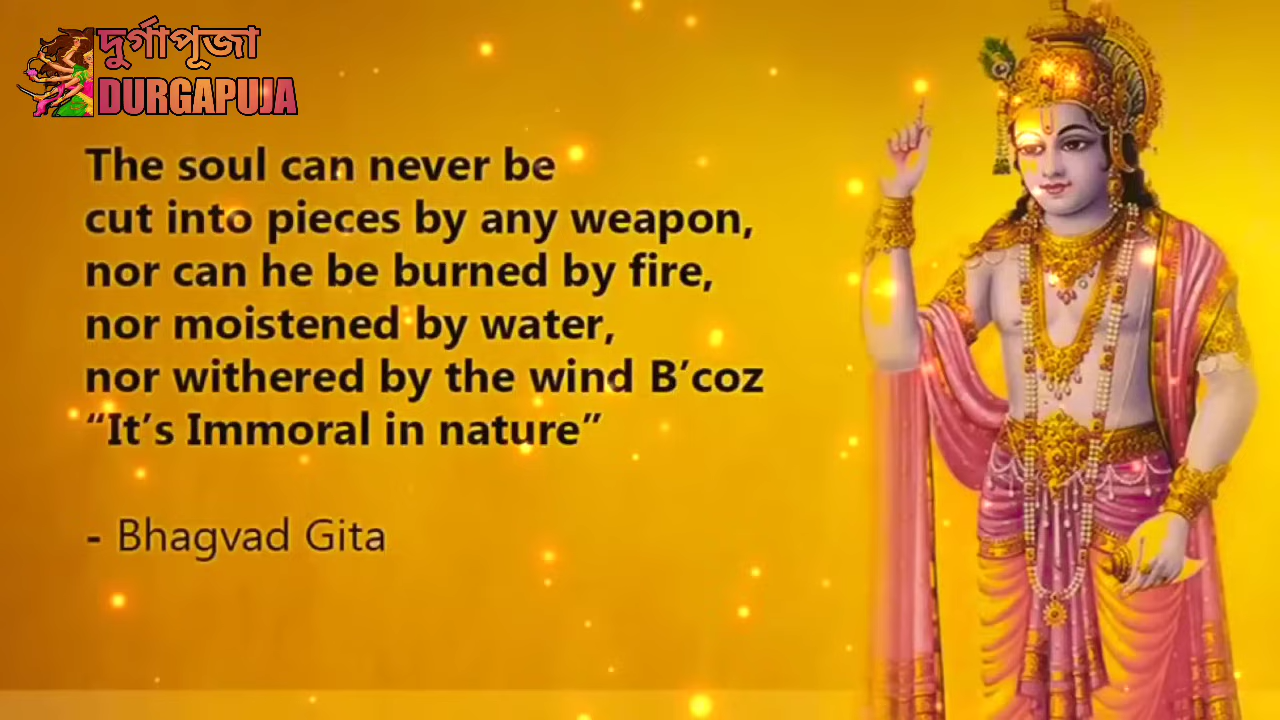 দুর্গাপূজা
DURGAPUJA
The soul can never be
cut into pieces by any weapon,
nor can he be burned by fire,
nor moistened by water,
nor withered by the wind B’coz
“It’s Immoral in nature”
- Bhagvad Gita